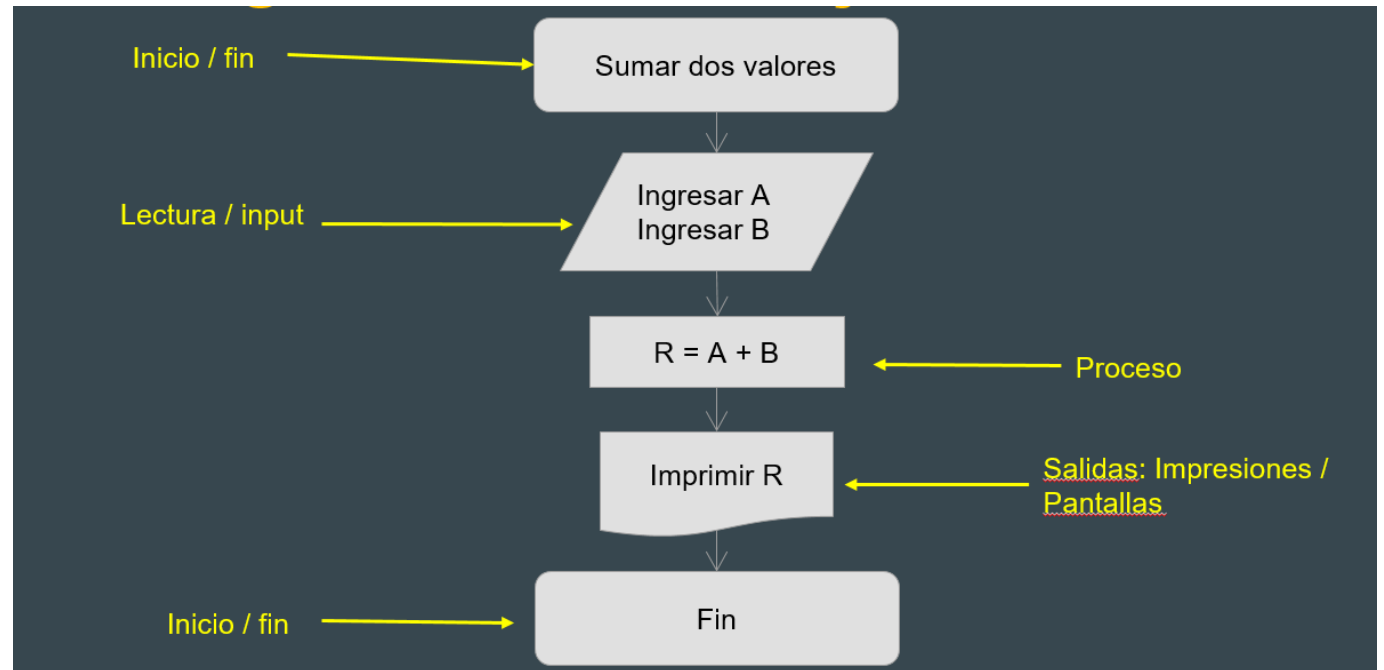 Inicio / fin
Sumar dos valores
Lectura / input
Ingresar A
Ingresar B
R = A + B
Proceso
Imprimir R
Salidas: Impresiones /
Pantallas
Inicio / fin
Fin